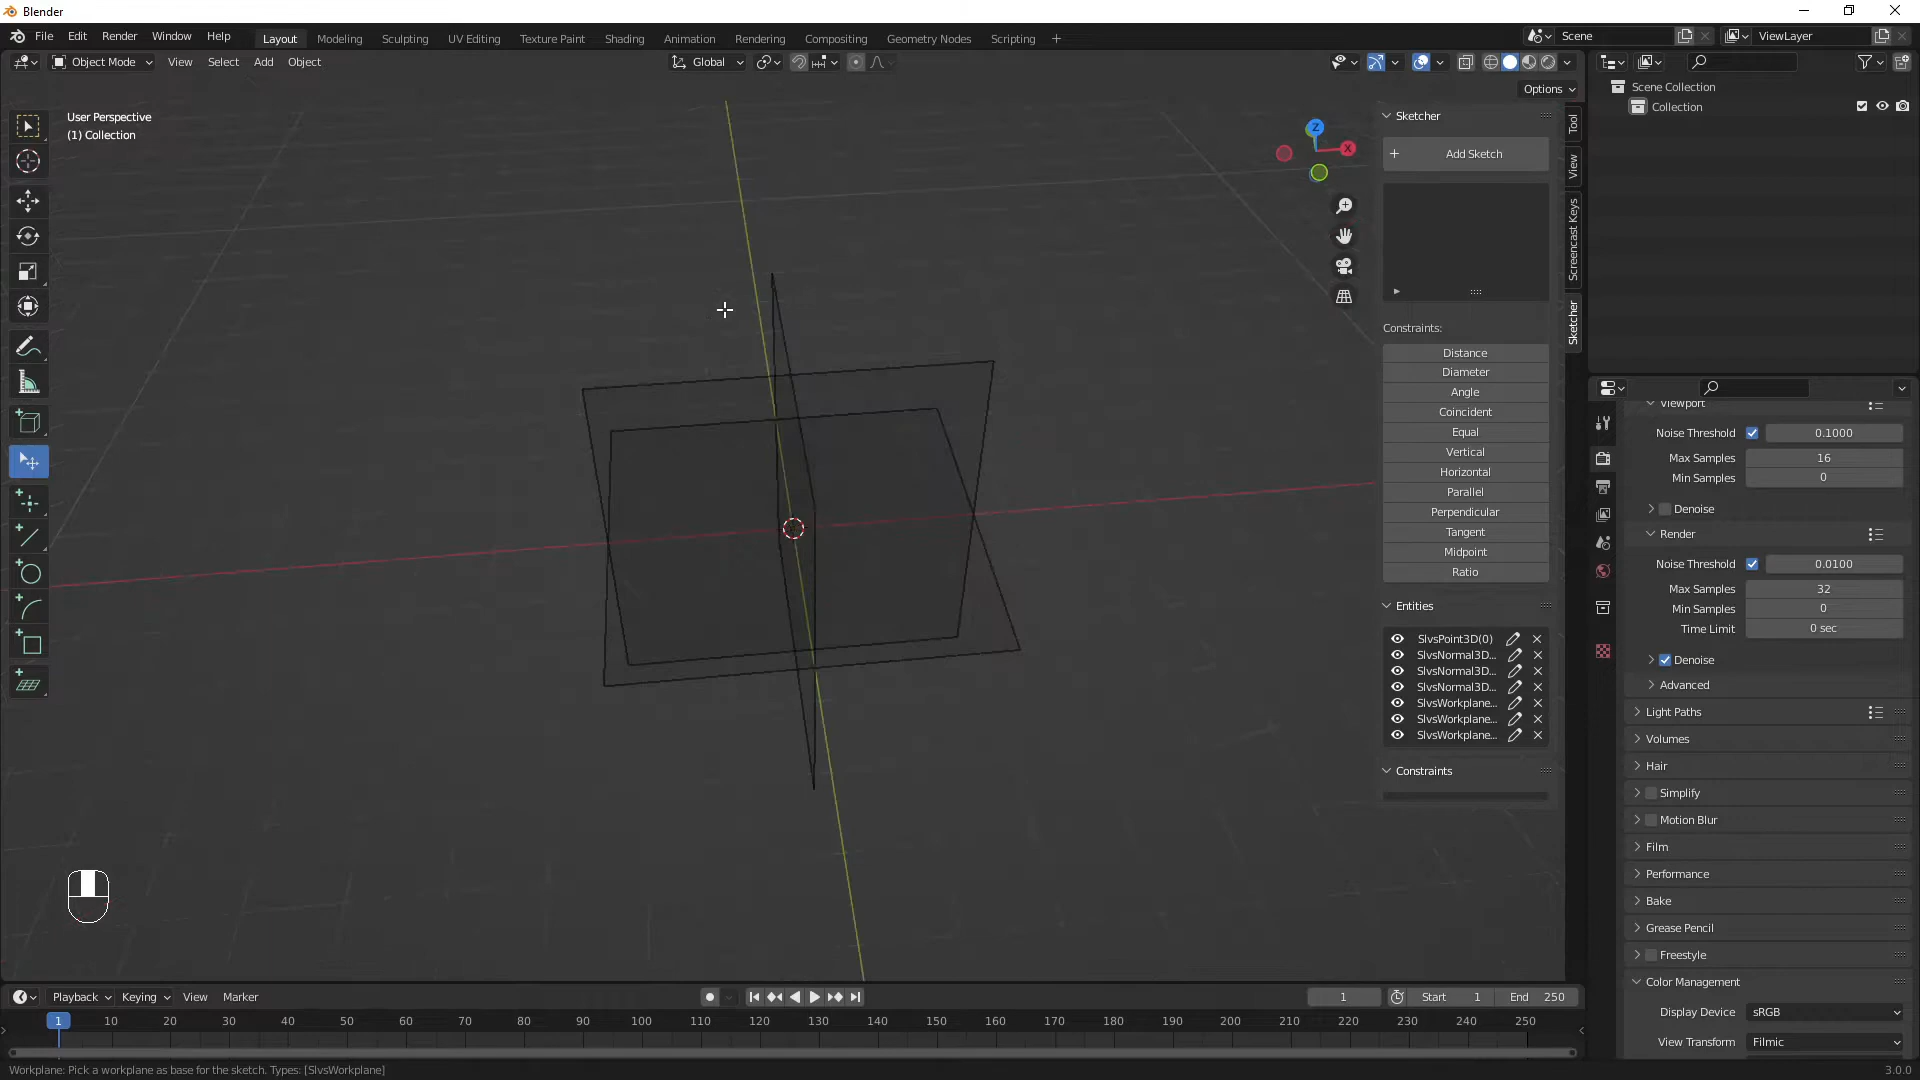 Blender
File Edit Render Window Help
Layout Modeling Sculpting UV Editing Texture Paint Shading Animation Rendering Compositing Geometry Nodes Scripting +
Scene
ViewLayer
Object Mode View Select Add Object
Global
Options
User Perspective
(1) Collection
Z
X
Sketcher
+ Add Sketch
Constraints:
Distance
Diameter
Angle
Coincident
Equal
Vertical
Horizontal
Parallel
Perpendicular
Tangent
Midpoint
Ratio
Entities
SlvsPoint3D(0)
SlvsNormal3D...
SlvsNormal3D...
SlvsNormal3D...
SlvsWorkplane...
SlvsWorkplane...
SlvsWorkplane...
Constraints
Tool
View
Screencast Keys
Sketcher
Scene Collection
Collection
Viewport
Noise Threshold 0.1000
Max Samples 16
Min Samples 0
Denoise
Render
Noise Threshold 0.0100
Max Samples 32
Min Samples 0
Time Limit 0 sec
Denoise
Advanced
Light Paths
Volumes
Hair
Simplify
Motion Blur
Film
Performance
Bake
Grease Pencil
Freestyle
Color Management
Display Device sRGB
View Transform Filmic
Playback Keying View Marker
1 Start 1 End 250
1 10 20 30 40 50 60 70 80 90 100 110 120 130 140 150 160 170 180 190 200 210 220 230 240 250
Workplane: Pick a workplane as base for the sketch. Types: [SlvsWorkplane]
3.0.0